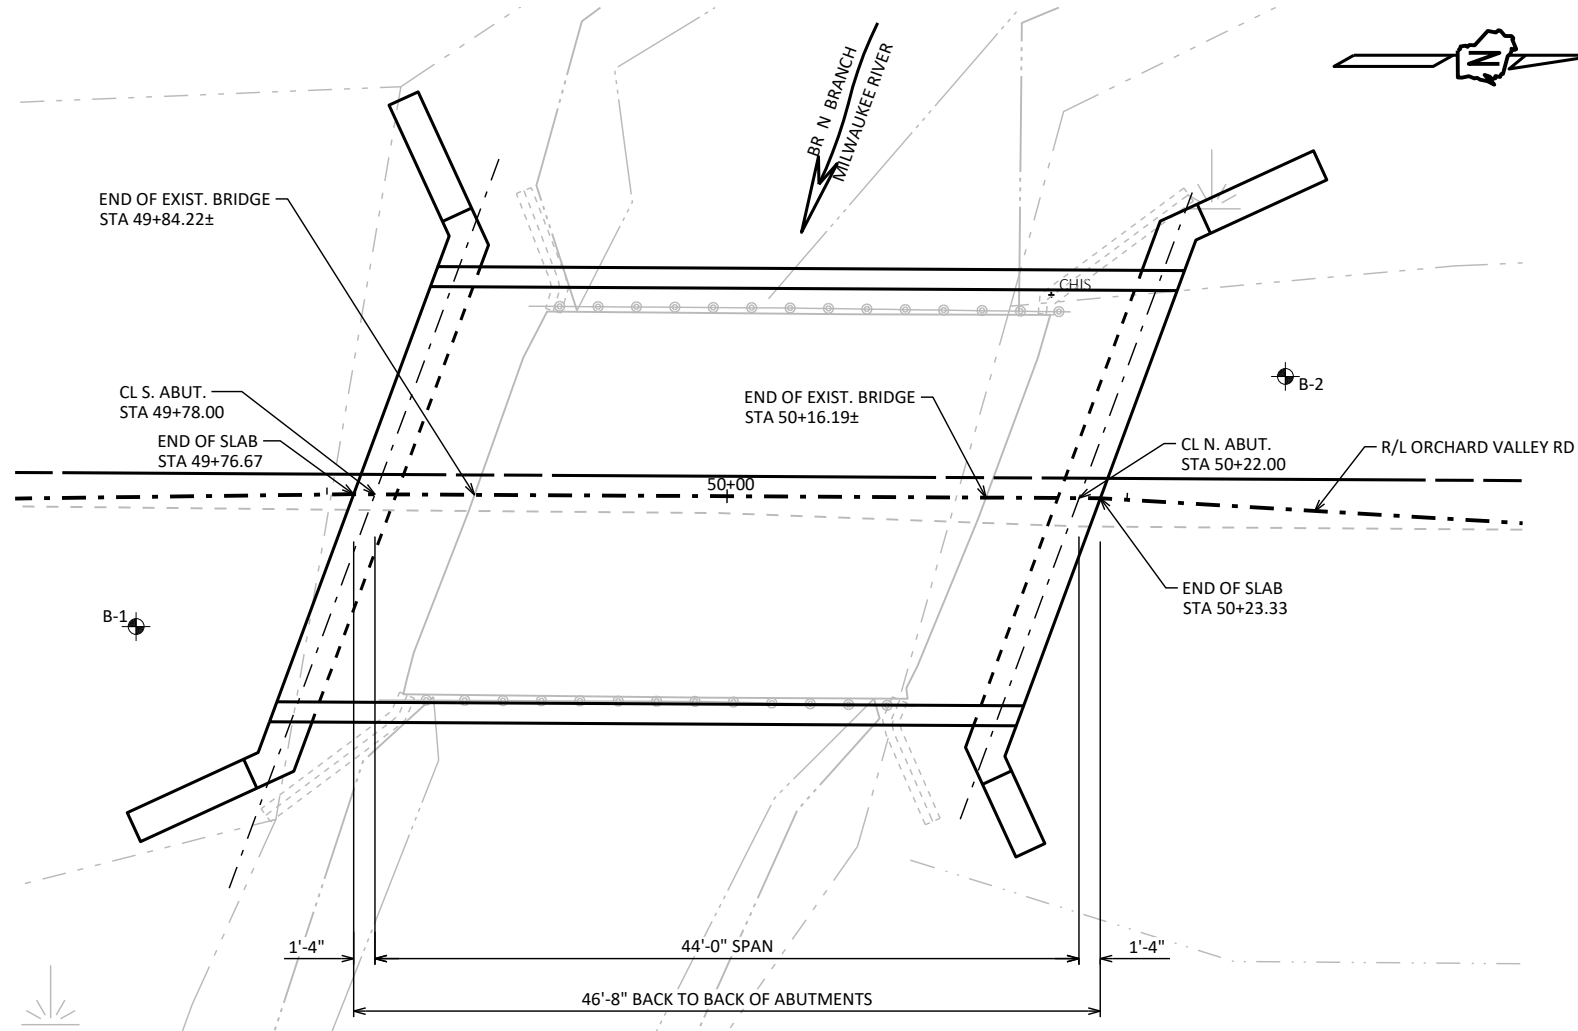 BR N BRANCH
MILWAUKEE RIVER
N
END OF EXIST. BRIDGE
STA 49+84.22±
CHIS
CL S. ABUT.
STA 49+78.00
END OF SLAB
STA 49+76.67
END OF EXIST. BRIDGE
STA 50+16.19±
B-2
CL N. ABUT.
STA 50+22.00
R/L ORCHARD VALLEY RD
50+00
END OF SLAB
STA 50+23.33
B-1
1'-4"
44'-0" SPAN
1'-4"
46'-8" BACK TO BACK OF ABUTMENTS